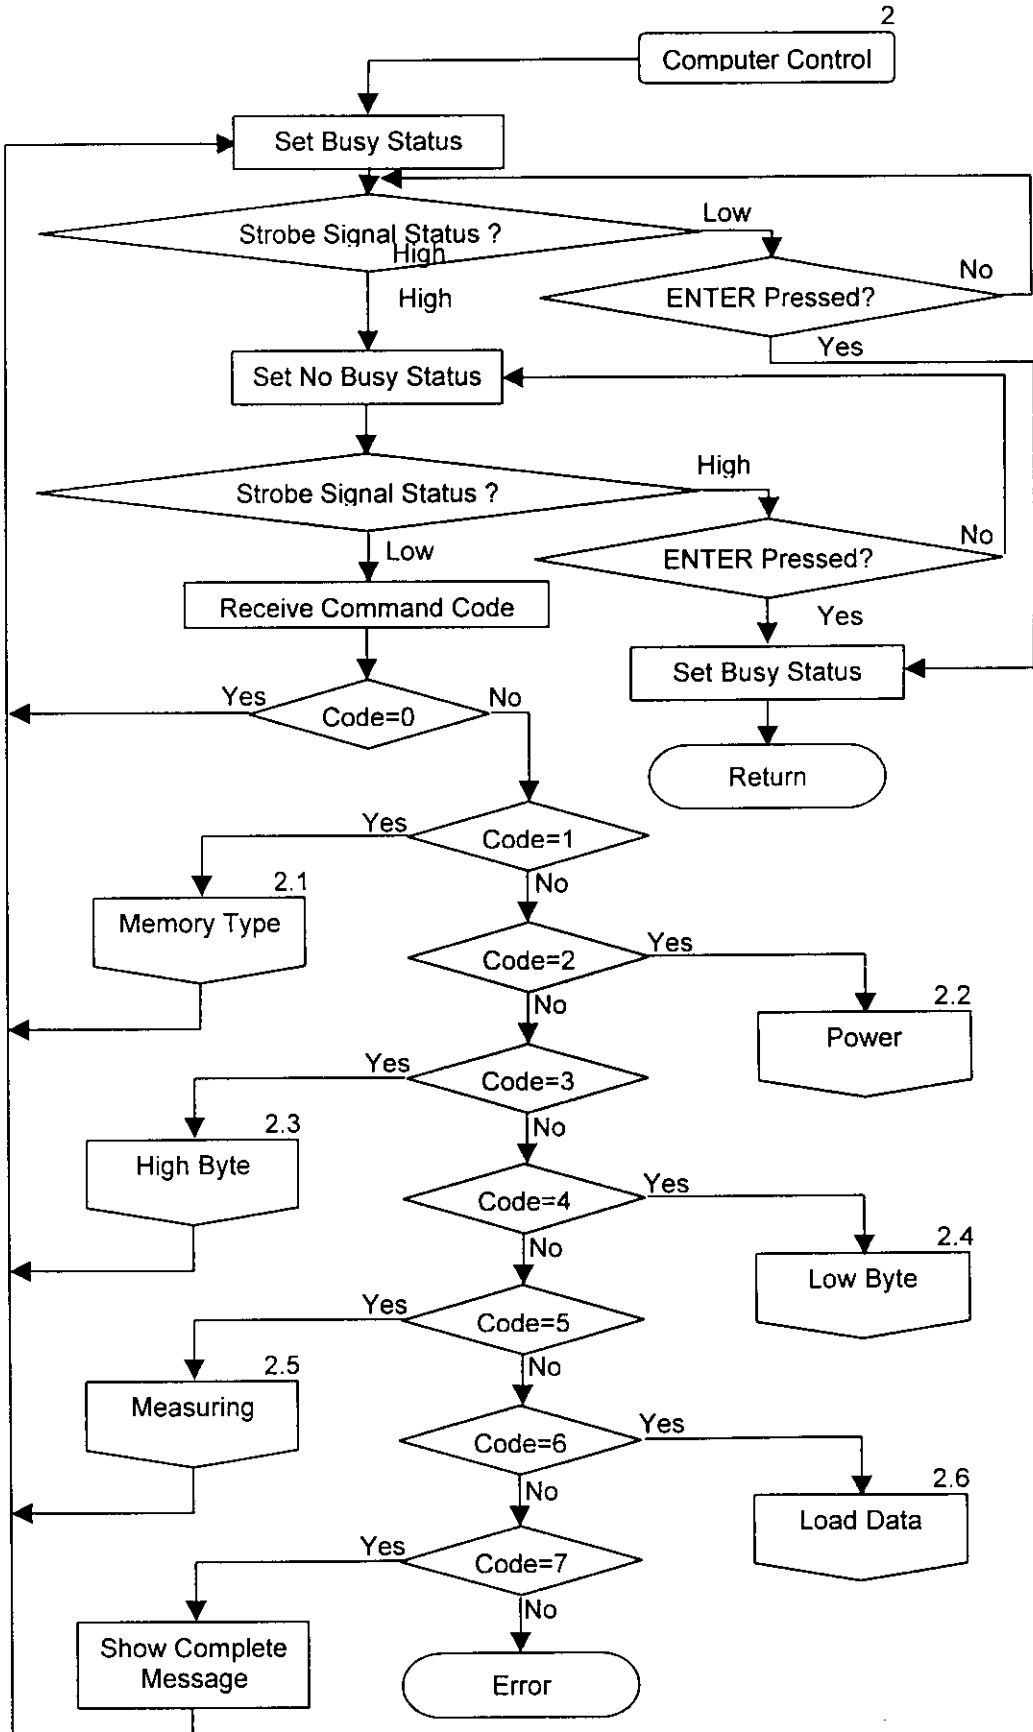 2
Computer Control
Set Busy Status
Strobe Signal Status ?
High
Low
High
ENTER Pressed?
No
Yes
Set No Busy Status
Strobe Signal Status ?
High
Low
ENTER Pressed?
No
Yes
Receive Command Code
Set Busy Status
Yes
Code=0
No
Return
Yes
Code=1
No
2.1
Memory Type
Code=2
Yes
No
2.2
Power
Yes
Code=3
No
2.3
High Byte
Code=4
Yes
No
2.4
Low Byte
Yes
Code=5
No
2.5
Measuring
Code=6
Yes
No
2.6
Load Data
Yes
Code=7
No
Show Complete
Message
Error